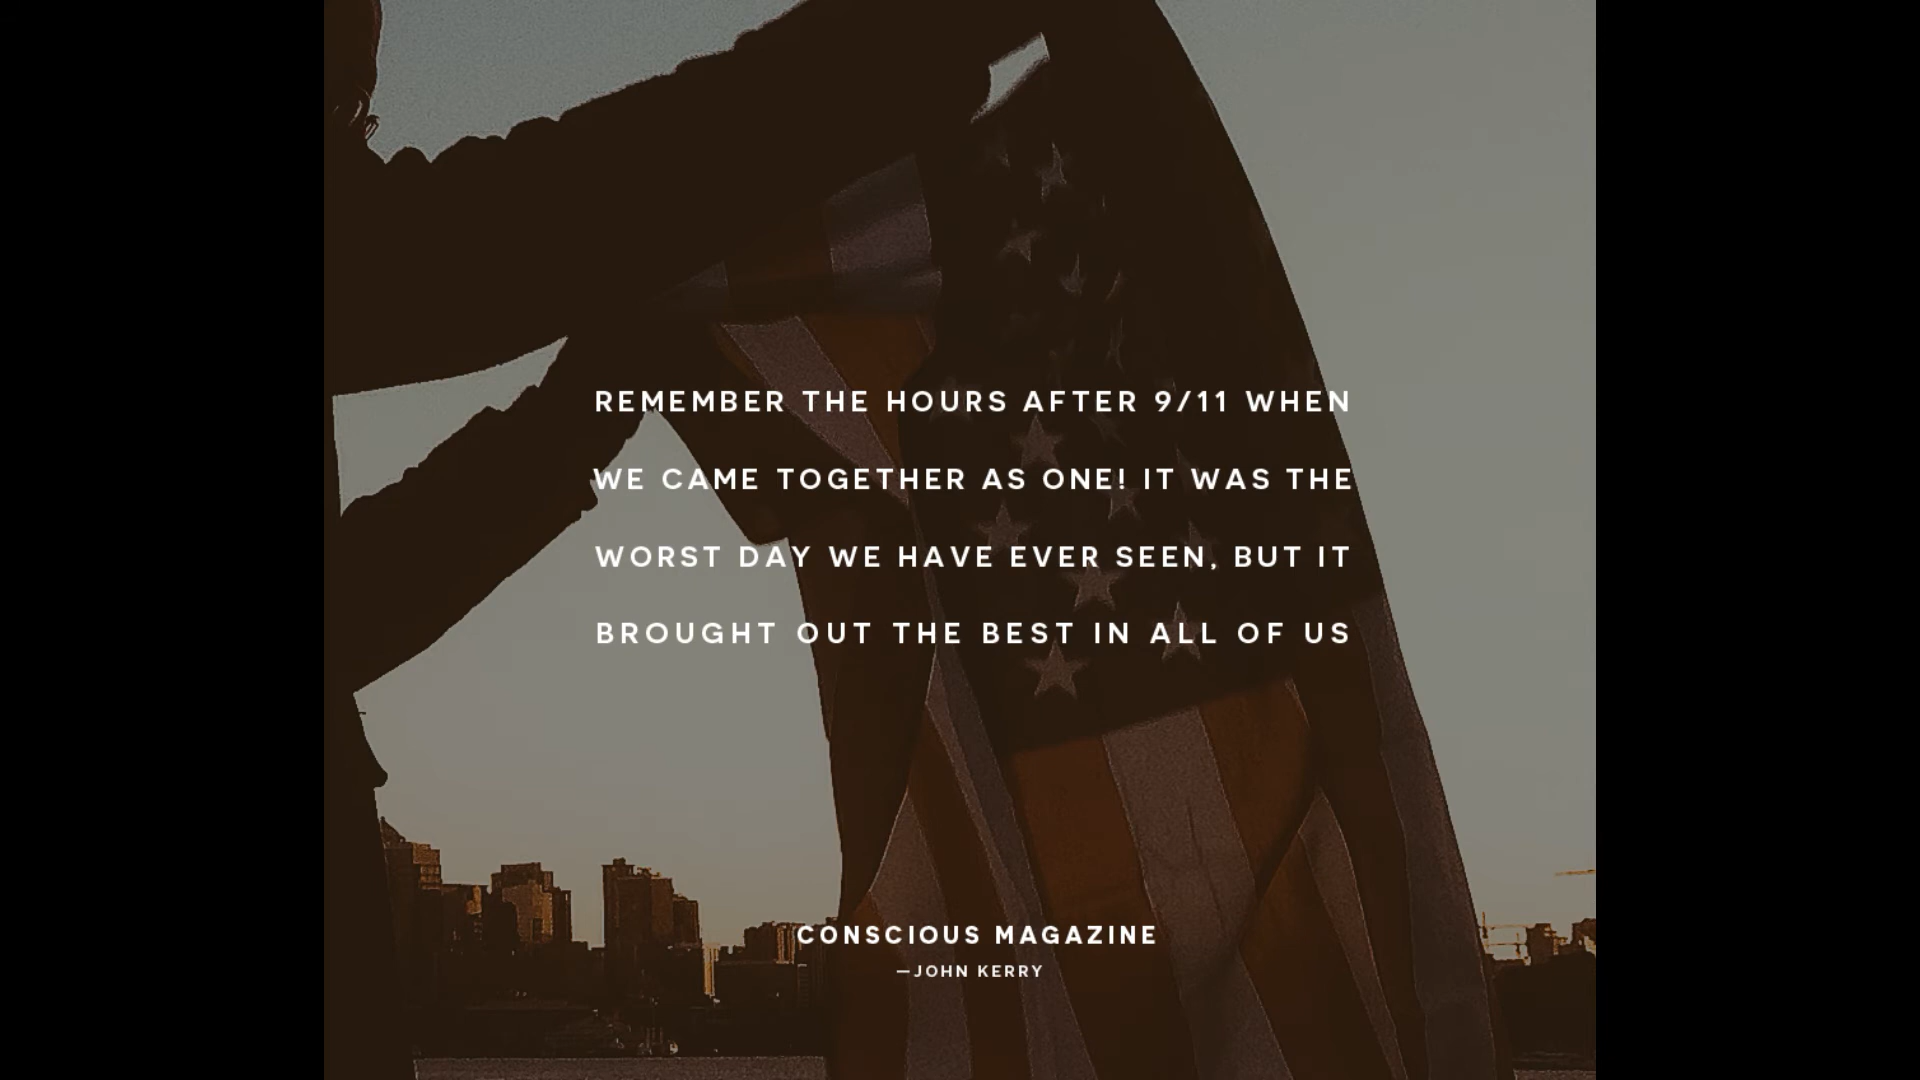 REMEMBER THE HOURS AFTER 9/11 WHEN
WE CAME TOGETHER AS ONE! IT WAS THE
WORST DAY WE HAVE EVER SEEN, BUT IT
BROUGHT OUT THE BEST IN ALL OF US
CONSCIOUS MAGAZINE
—JOHN KERRY